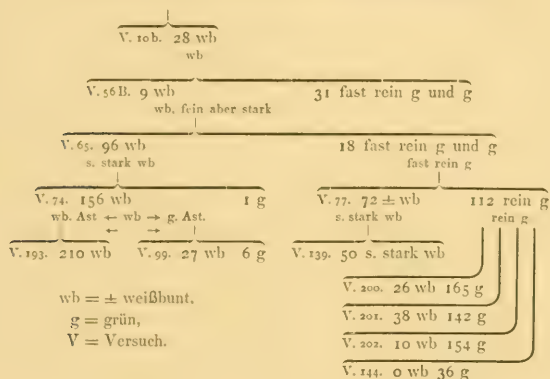 V. 10b. 28 wb
wb
V. 56B. 9 wb 31 fast rein g und g
wb, fein aber stark
V. 65. 96 wb 18 fast rein g und g
s. stark wb fast rein g
V. 74. 156 wb 1 g V. 77. 72 ± wb 112 rein g
wb. Ast ← wb → g. Ast. s. stark wb rein g
← →
V. 193. 210 wb V. 99. 27 wb 6 g V. 139. 50 s. stark wb
V. 200. 26 wb 165 g
wb = ± weißbunt,
V. 201. 38 wb 142 g
g = grün,
V. 202. 10 wb 154 g
V = Versuch.
V. 144. 0 wb 36 g